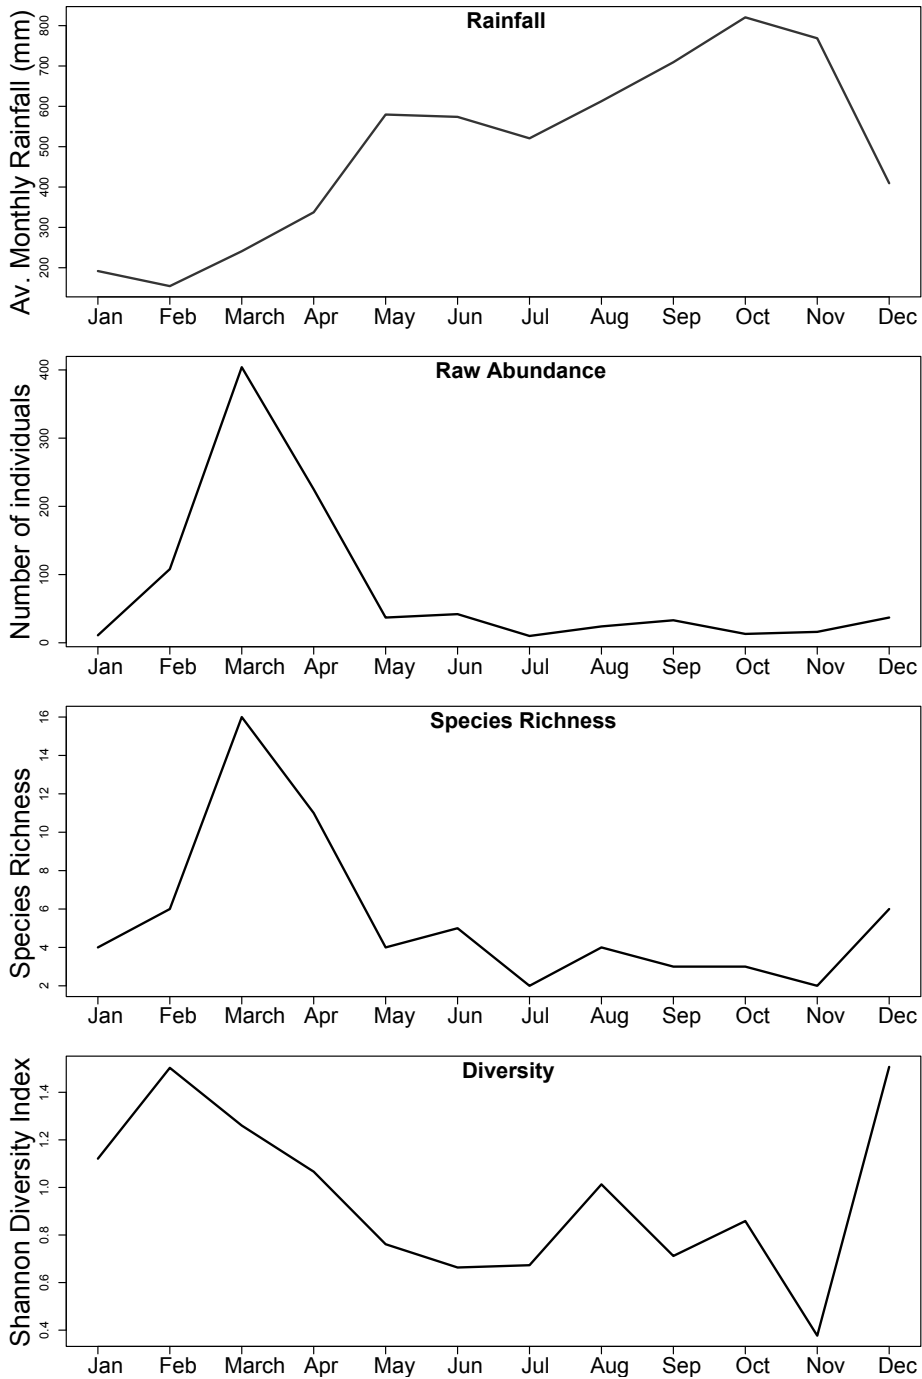 Rainfall
Av. Monthly Rainfall (mm)
800
700
600
500
400
300
200
Jan Feb March Apr May Jun Jul Aug Sep Oct Nov Dec
Raw Abundance
Number of individuals
400
300
200
100
0
Jan Feb March Apr May Jun Jul Aug Sep Oct Nov Dec
Species Richness
Species Richness
16
14
12
10
8
6
4
2
Jan Feb March Apr May Jun Jul Aug Sep Oct Nov Dec
Diversity
Shannon Diversity Index
1.4
1.2
1.0
0.8
0.6
0.4
Jan Feb March Apr May Jun Jul Aug Sep Oct Nov Dec